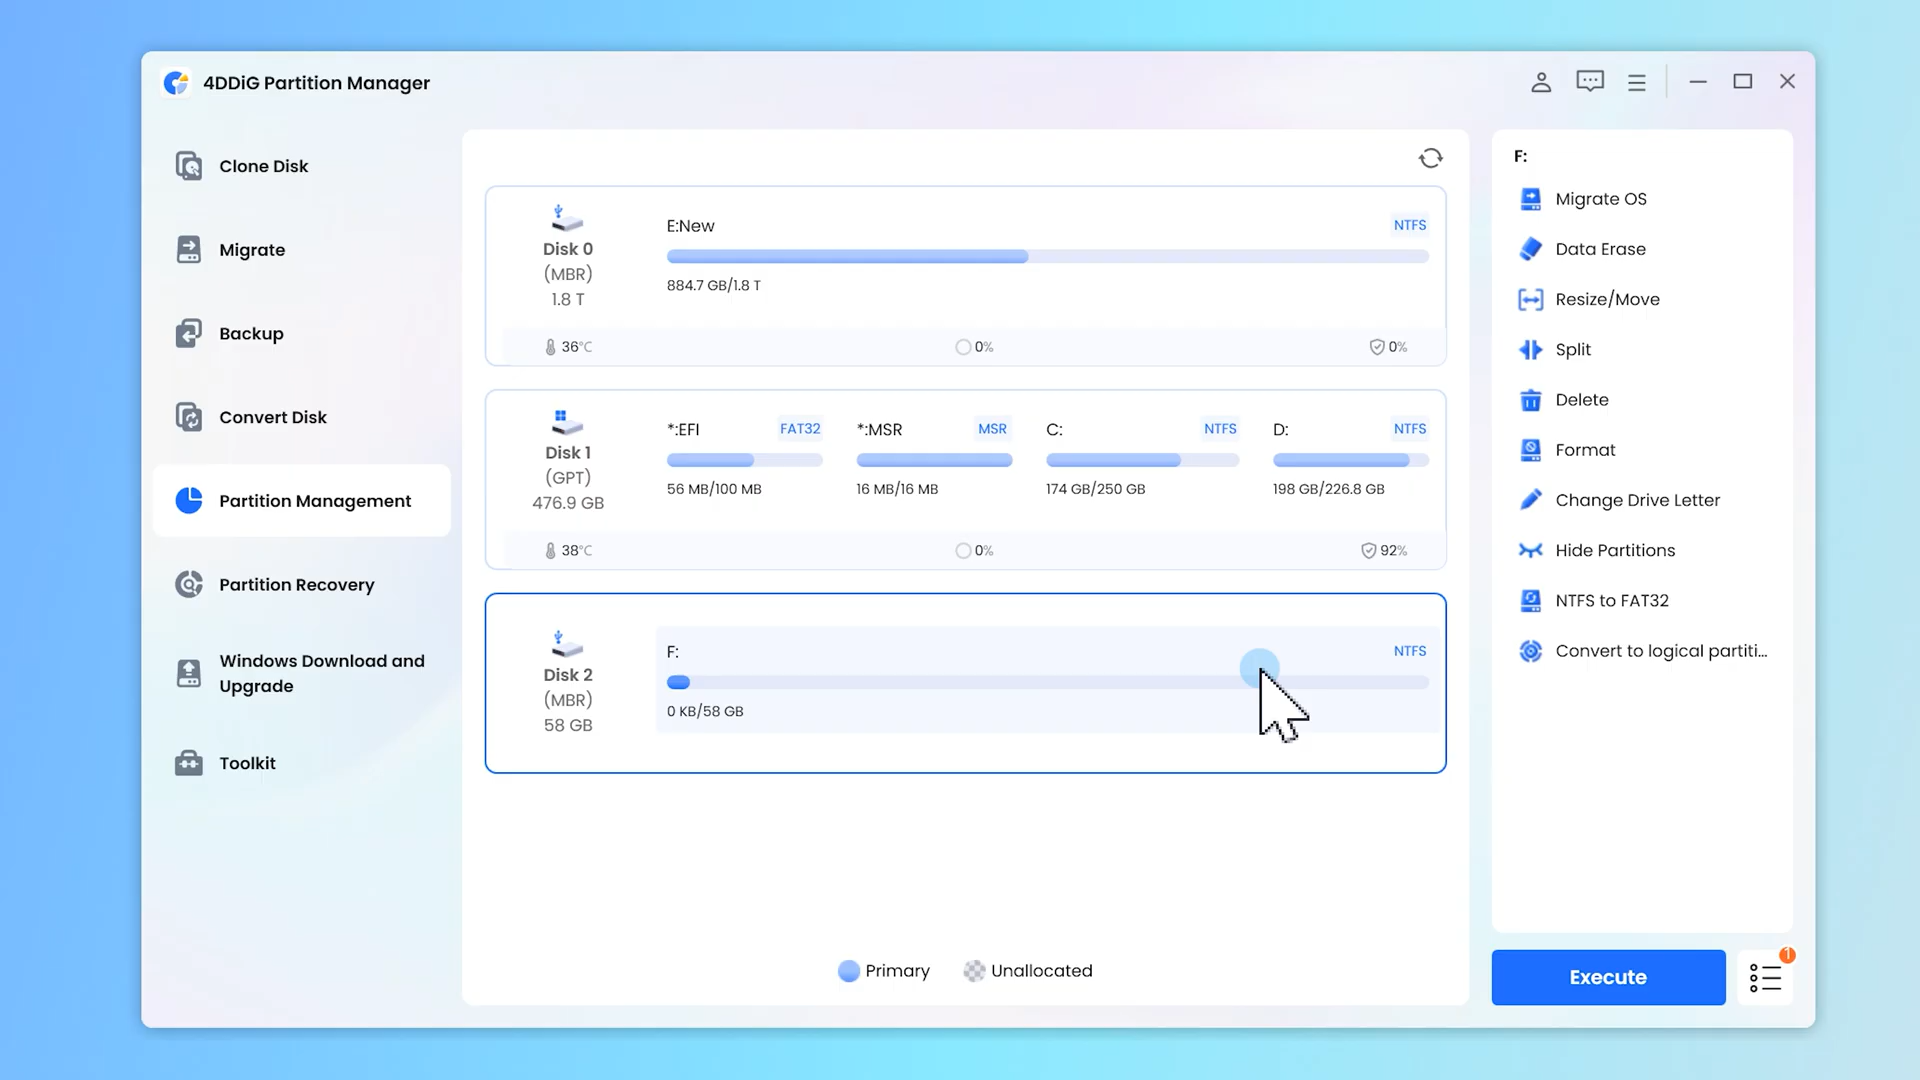 4DDiG Partition Manager
Clone Disk
Migrate
Backup
Convert Disk
Partition Management
Partition Recovery
Windows Download and
Upgrade
Toolkit
Disk 0
(MBR)
1.8 T
E:New
NTFS
884.7 GB/1.8 T
36°C
0%
0%
Disk 1
(GPT)
476.9 GB
*:EFI
FAT32
56 MB/100 MB
*:MSR
MSR
16 MB/16 MB
C:
NTFS
174 GB/250 GB
D:
NTFS
198 GB/226.8 GB
38°C
0%
92%
Disk 2
(MBR)
58 GB
F:
NTFS
0 KB/58 GB
Primary
Unallocated
F:
Migrate OS
Data Erase
Resize/Move
Split
Delete
Format
Change Drive Letter
Hide Partitions
NTFS to FAT32
Convert to logical partiti...
Execute
1